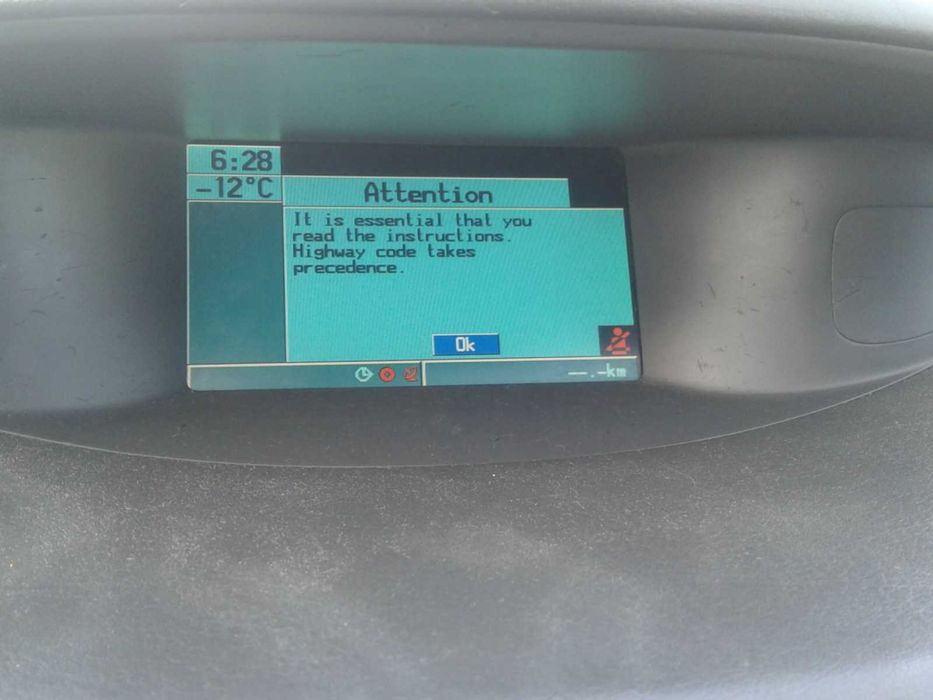 6:28
-12°C
Attention
It is essential that you
read the instructions.
Highway code takes
precedence.
Ok
--.-km